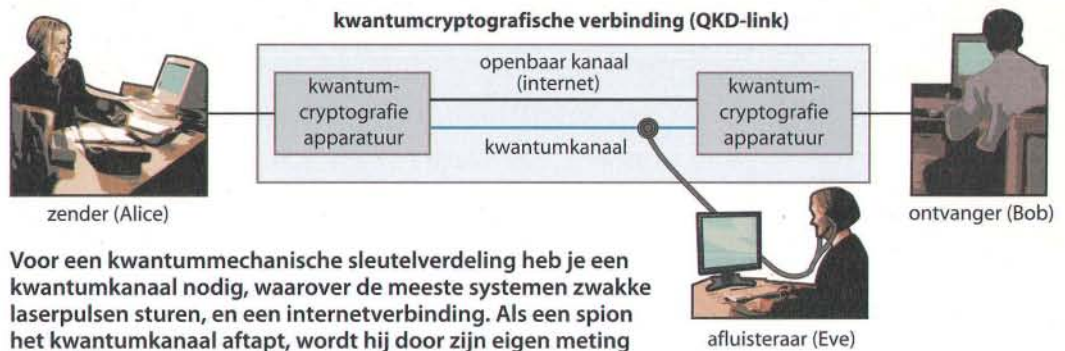 kwantumcryptografische verbinding (QKD-link)
openbaar kanaal
(internet)
kwantum-
cryptografie
apparatuur
kwantum-
cryptografie
apparatuur
kwantumkanaal
zender (Alice)
ontvanger (Bob)
afluisteraar (Eve)
Voor een kwantummechanische sleutelverdeling heb je een
kwantumkanaal nodig, waarover de meeste systemen zwakke
laserpulsen sturen, en een internetverbinding. Als een spion
het kwantumkanaal aftapt, wordt hij door zijn eigen meting